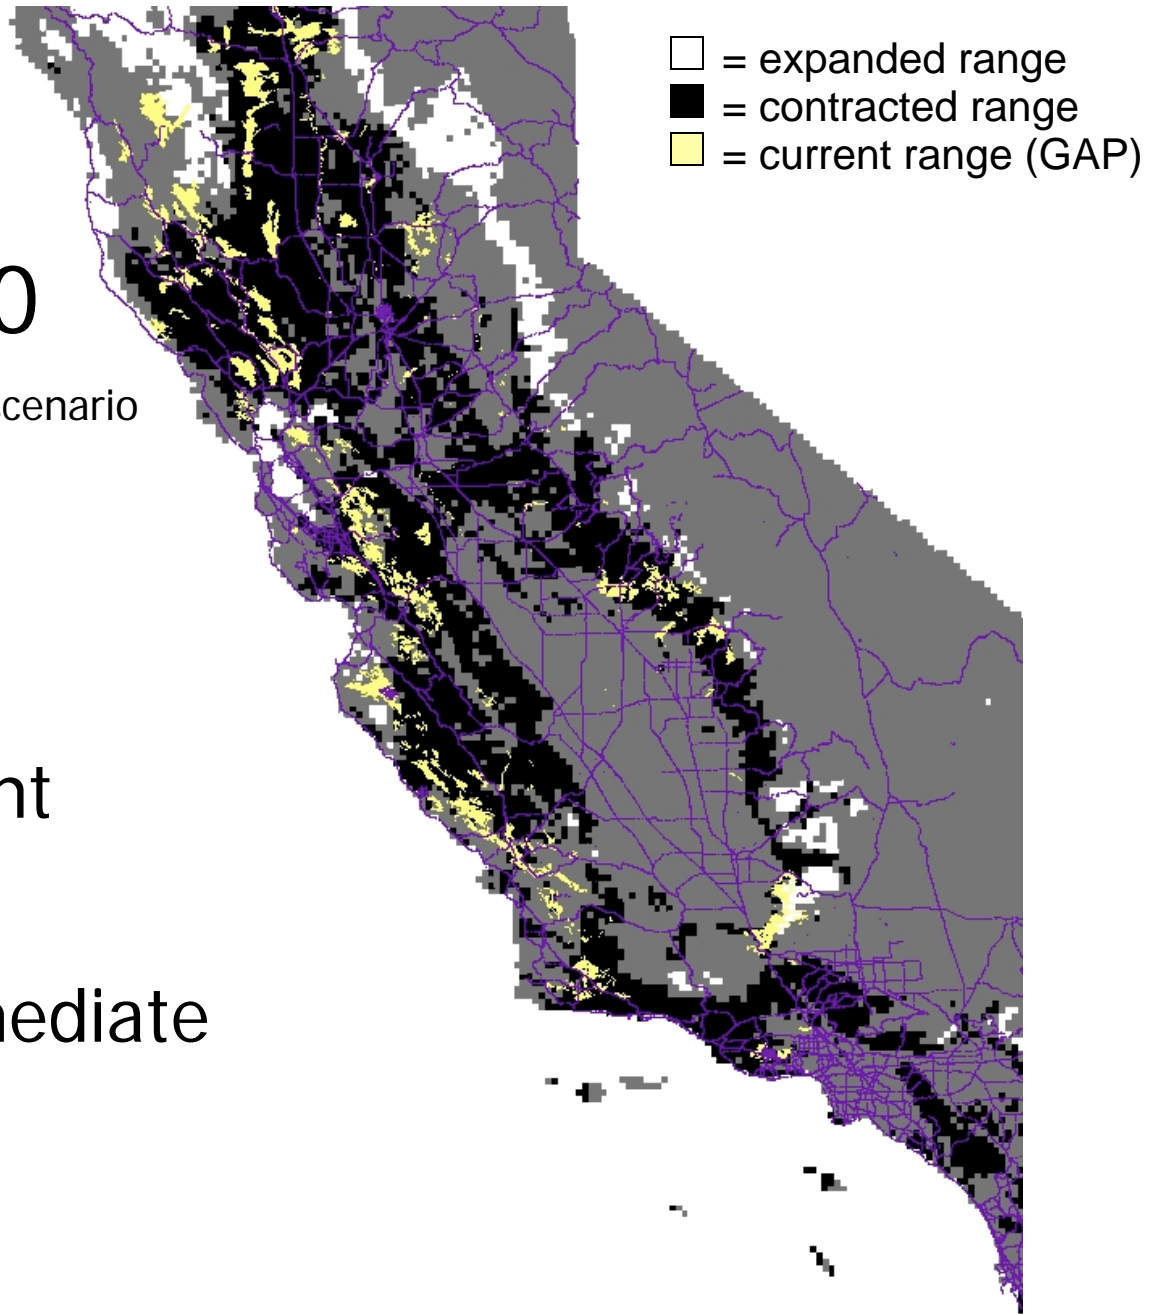 = expanded range
= contracted range
= current range (GAP)
0
cenario
nt
nediate